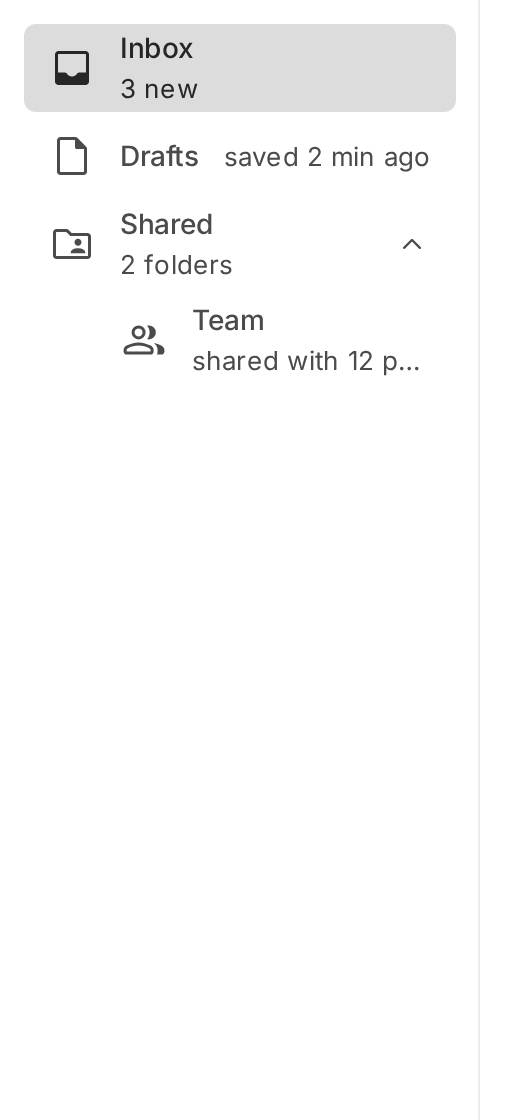 Inbox
3 new
Drafts saved 2 min ago
Shared
2 folders
Team
shared with 12 p...